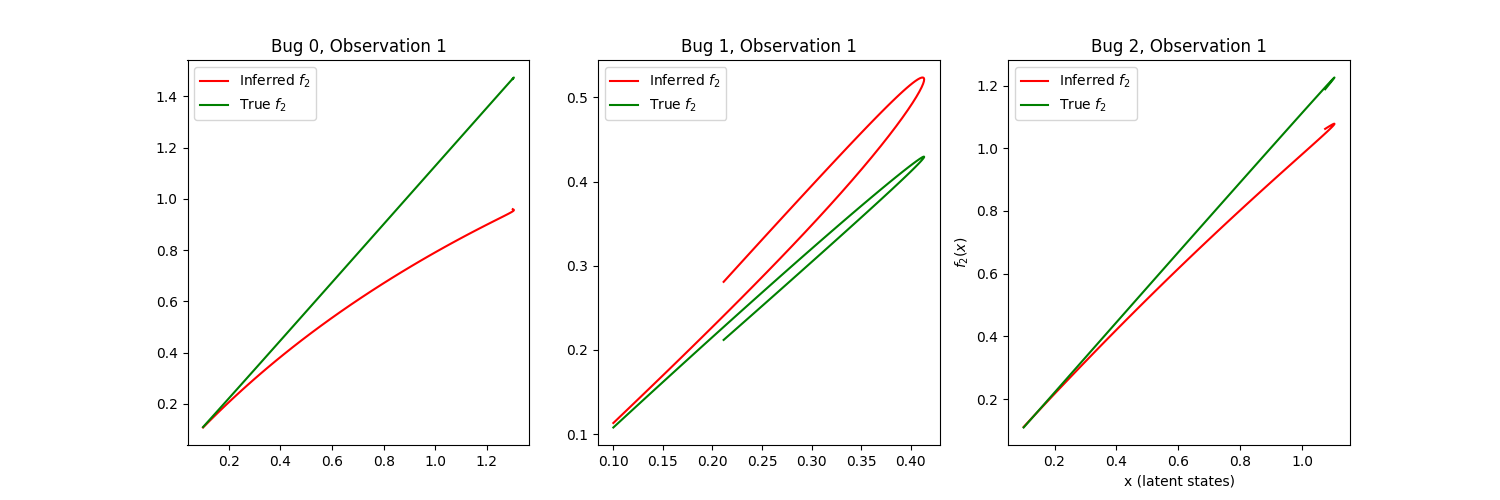 Bug 0, Observation 1
Inferred f₂
True f₂
1.4
1.2
1.0
0.8
0.6
0.4
0.2
0.2 0.4 0.6 0.8 1.0 1.2
Bug 1, Observation 1
Inferred f₂
True f₂
0.5
0.4
0.3
0.2
0.1
0.10 0.15 0.20 0.25 0.30 0.35 0.40
Bug 2, Observation 1
Inferred f₂
True f₂
1.2
1.0
0.8
0.6
0.4
0.2
f₂(x)
0.2 0.4 0.6 0.8 1.0
x (latent states)